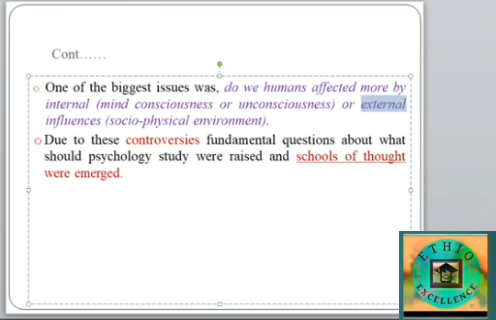 Cont……
One of the biggest issues was, do we humans affected more by
internal (mind consciousness or unconsciousness) or external
influences (socio-physical environment).
Due to these controversies fundamental questions about what
should psychology study were raised and schools of thought
were emerged.
ETHIO
EXCELLENCE